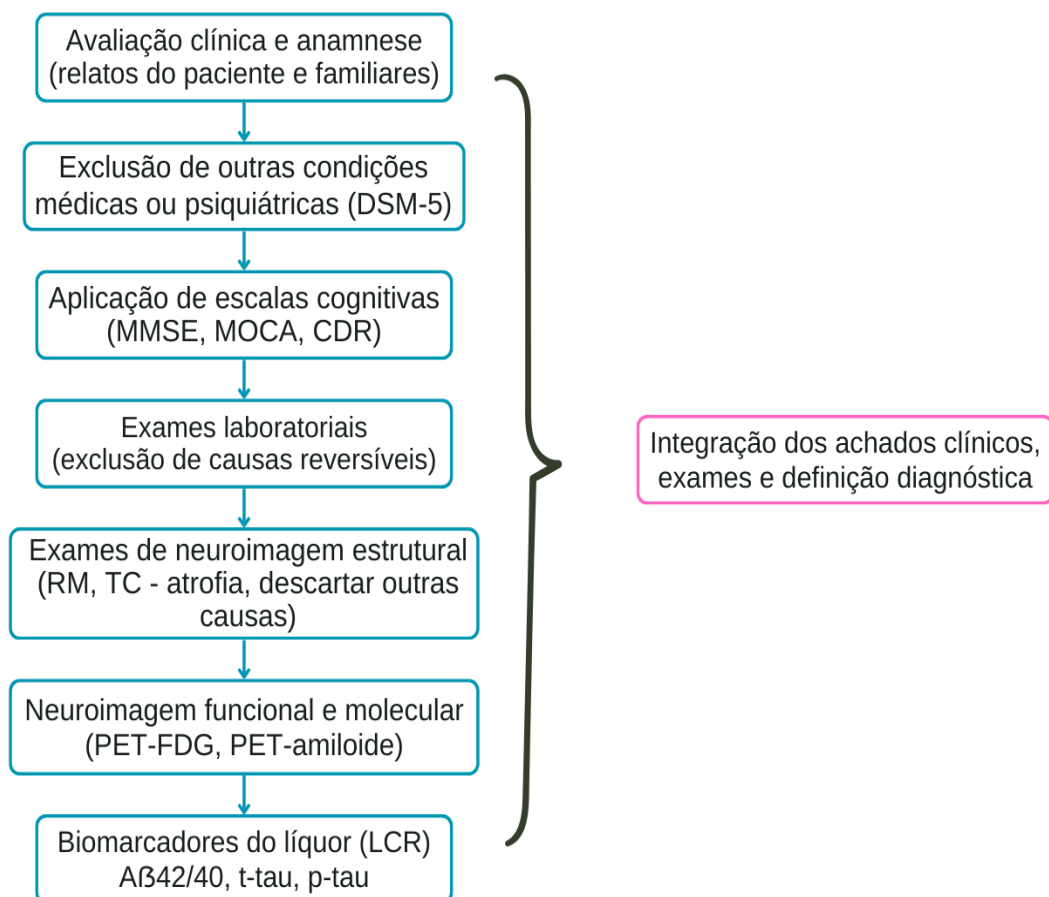 Avaliação clínica e anamnese
(relatos do paciente e familiares)
Exclusão de outras condições
médicas ou psiquiátricas (DSM-5)
Aplicação de escalas cognitivas
(MMSE, MOCA, CDR)
Exames laboratoriais
(exclusão de causas reversíveis)
Exames de neuroimagem estrutural
(RM, TC - atrofia, descartar outras
causas)
Neuroimagem funcional e molecular
(PET-FDG, PET-amiloide)
Biomarcadores do líquor (LCR)
Aß42/40, t-tau, p-tau
Integração dos achados clínicos,
exames e definição diagnóstica